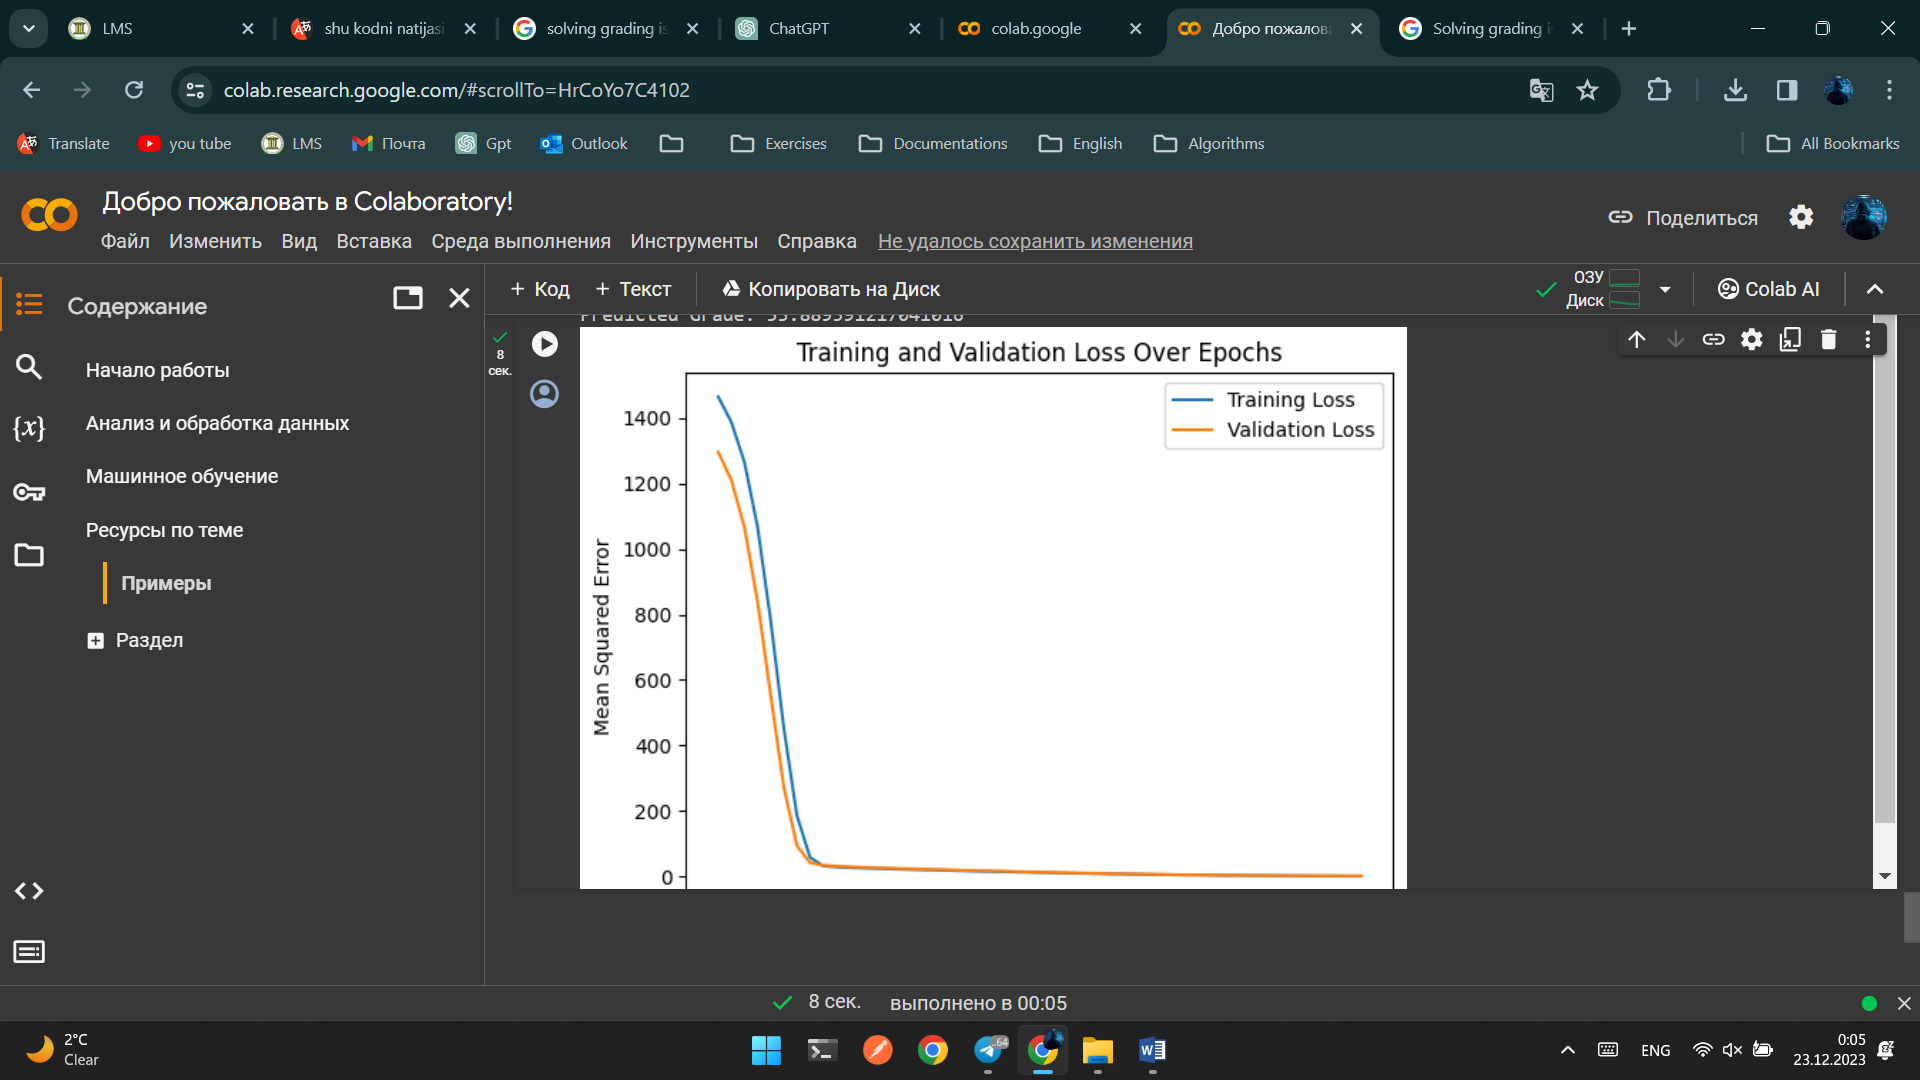 LMS
shu kodni natijasi
solving grading is
ChatGPT
colab.google
Добро пожалова
Solving grading i
colab.research.google.com/#scrollTo=HrCoYo7C4102
Translate
you tube
LMS
Почта
Gpt
Outlook
Exercises
Documentations
English
Algorithms
All Bookmarks
Добро пожаловать в Colaboratory!
Файл Изменить Вид Вставка Среда выполнения Инструменты Справка Не удалось сохранить изменения
Поделиться
Содержание
+ Код + Текст Копировать на Диск
ОЗУ
Диск
Colab AI
Начало работы
Анализ и обработка данных
Машинное обучение
Ресурсы по теме
Примеры
Раздел
{x}
8
сек.
Predicted Grade:
Training and Validation Loss Over Epochs
Training Loss
Validation Loss
Mean Squared Error
1400
1200
1000
800
600
400
200
0
8 сек. выполнено в 00:05
2°C
Clear
..64
ENG
0:05
23.12.2023